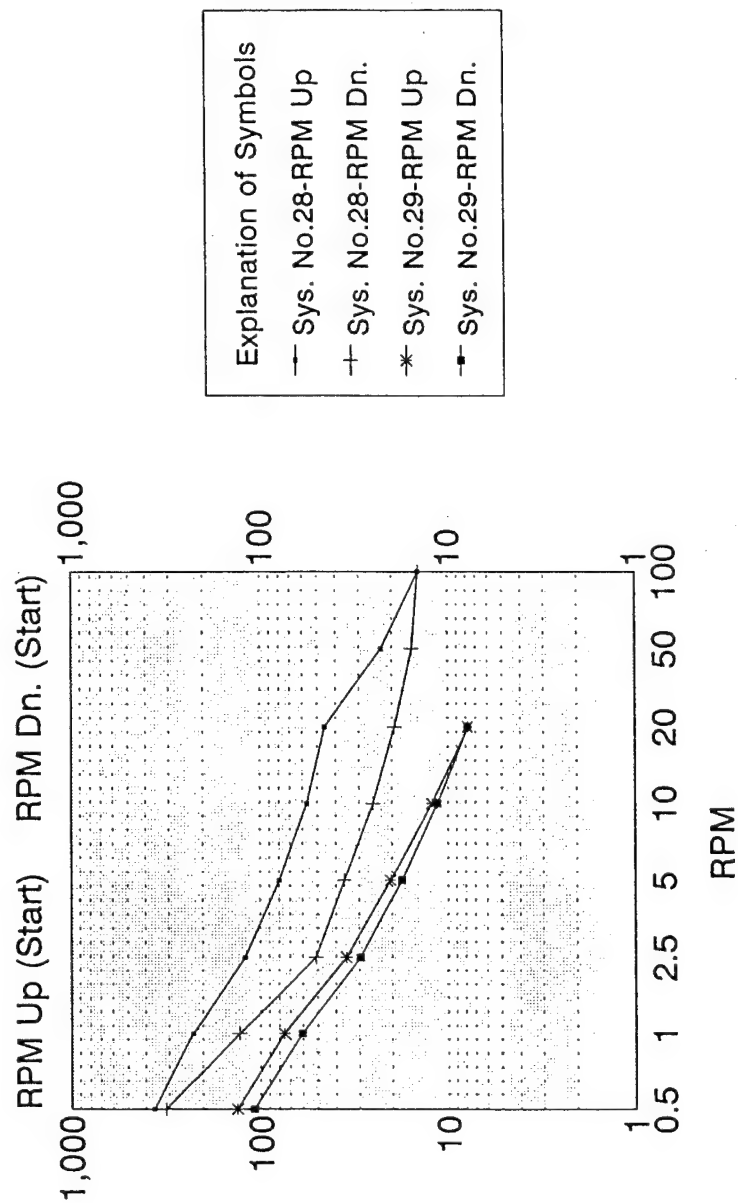 RPM Up (Start) RPM Dn. (Start)
1,000
100
10
1
1,000
100
10
1
0.5 1 2.5 5 10 20 50 100
RPM
Explanation of Symbols
Sys. No.28-RPM Up
Sys. No.28-RPM Dn.
Sys. No.29-RPM Up
Sys. No.29-RPM Dn.